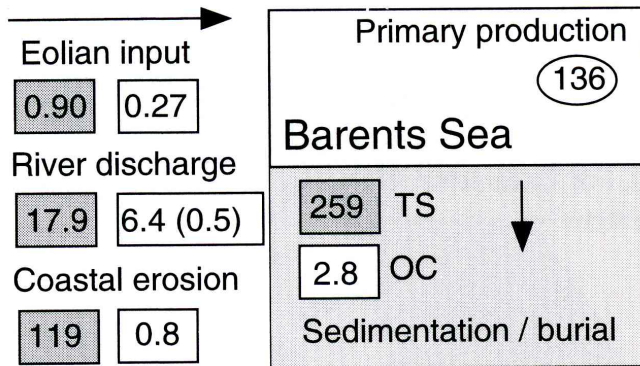 Eolian input
0.90 0.27
River discharge
17.9 6.4 (0.5)
Coastal erosion
119 0.8
Primary production
136
Barents Sea
259 TS
2.8 OC
Sedimentation / burial